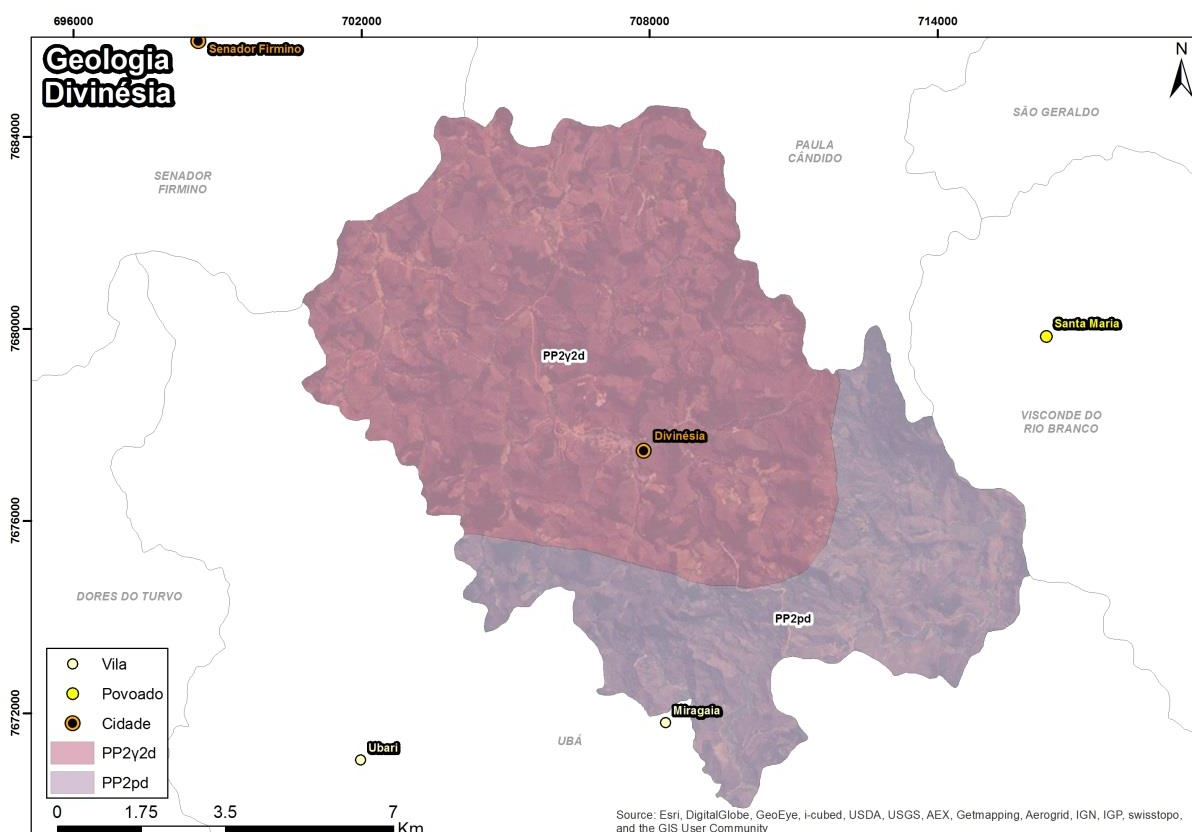 696000
702000
708000
714000
Geologia
Divinésia
Senador Firmino
N
7684000
SÃO GERALDO
PAULA
CÂNDIDO
SENADOR
FIRMINO
7680000
Santa Maria
PP2γ2d
VISCONDE DO
RIO BRANCO
Divinésia
7676000
DORES DO TURVO
PP2pd
7672000
Miragaia
UBÁ
Ubari
Vila
Povoado
Cidade
PP2γ2d
PP2pd
0 1.75 3.5 7
Km
Source: Esri, DigitalGlobe, GeoEye, i-cubed, USDA, USGS, AEX, Getmapping, Aerogrid, IGN, IGP, swisstopo,
and the GIS User Community